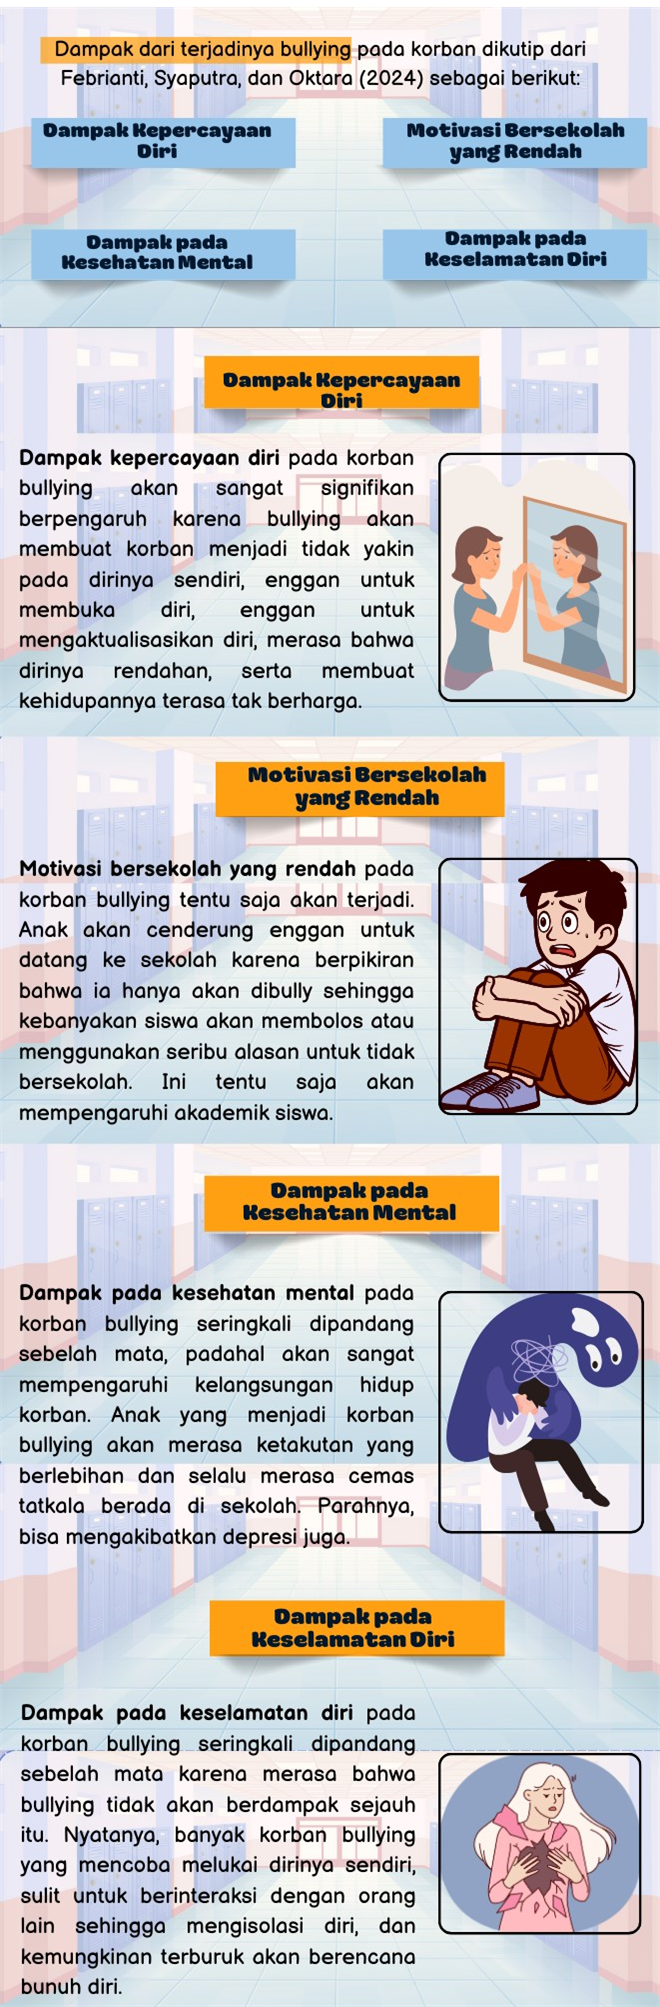 Dampak dari terjadinya bullying pada korban dikutip dari
Febrianti, Syaputra, dan Oktara (2024) sebagai berikut:
Dampak Kepercayaan
Diri
Motivasi Bersekolah
yang Rendah
Dampak pada
Kesehatan Mental
Dampak pada
Keselamatan Diri
Dampak Kepercayaan
Diri
Dampak kepercayaan diri pada korban
bullying akan sangat signifikan
berpengaruh karena bullying akan
membuat korban menjadi tidak yakin
pada dirinya sendiri, enggan untuk
membuka diri, enggan untuk
mengaktualisasikan diri, merasa bahwa
dirinya rendahan, serta membuat
kehidupannya terasa tak berharga.
Motivasi Bersekolah
yang Rendah
Motivasi bersekolah yang rendah pada
korban bullying tentu saja akan terjadi.
Anak akan cenderung enggan untuk
datang ke sekolah karena berpikiran
bahwa ia hanya akan dibully sehingga
kebanyakan siswa akan membolos atau
menggunakan seribu alasan untuk tidak
bersekolah. Ini tentu saja akan
mempengaruhi akademik siswa.
Dampak pada
Kesehatan Mental
Dampak pada kesehatan mental pada
korban bullying seringkali dipandang
sebelah mata, padahal akan sangat
mempengaruhi kelangsungan hidup
korban. Anak yang menjadi korban
bullying akan merasa ketakutan yang
berlebihan dan selalu merasa cemas
tatkala berada di sekolah. Parahnya,
bisa mengakibatkan depresi juga.
Dampak pada
Keselamatan Diri
Dampak pada keselamatan diri pada
korban bullying seringkali dipandang
sebelah mata karena merasa bahwa
bullying tidak akan berdampak sejauh
itu. Nyatanya, banyak korban bullying
yang mencoba melukai dirinya sendiri,
sulit untuk berinteraksi dengan orang
lain sehingga mengisolasi diri, dan
kemungkinan terburuk akan berencana
bunuh diri.